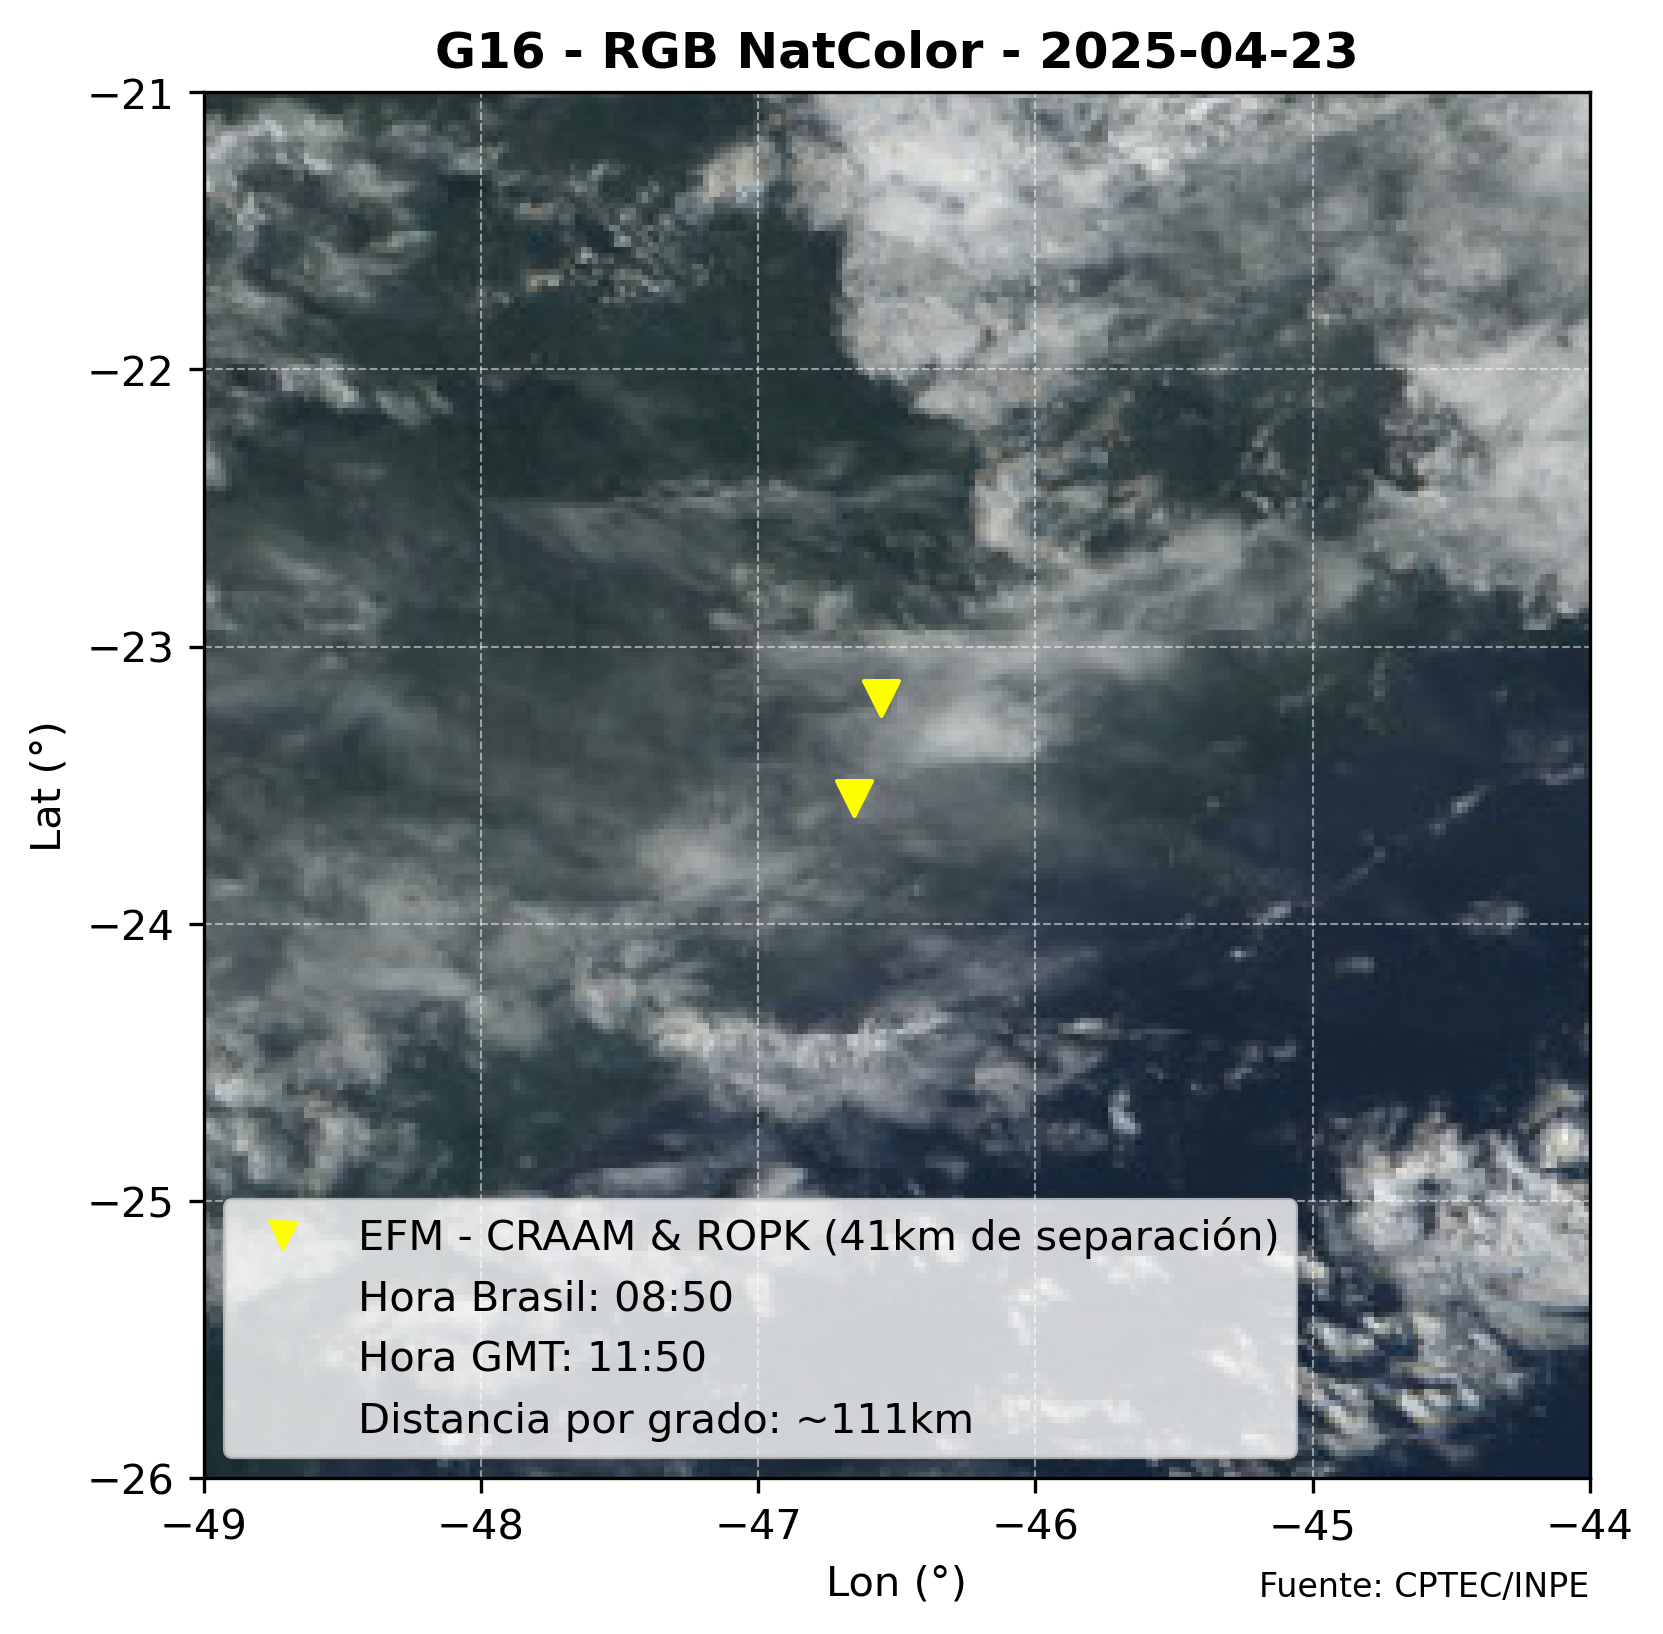 G16 - RGB NatColor - 2025-04-23
−21
−22
−23
−24
−25
−26
Lat (°)
EFM - CRAAM & ROPK (41km de separación)
Hora Brasil: 08:50
Hora GMT: 11:50
Distancia por grado: ~111km
−49 −48 −47 −46 −45 −44
Lon (°)
Fuente: CPTEC/INPE